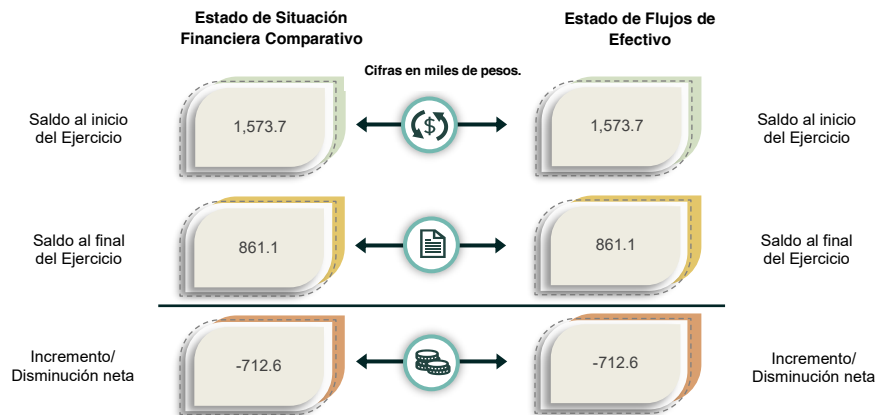 Estado de Situación
Financiera Comparativo
Estado de Flujos de
Efectivo
Cifras en miles de pesos.
Saldo al inicio
del Ejercicio
1,573.7
$
1,573.7
Saldo al inicio
del Ejercicio
Saldo al final
del Ejercicio
861.1
861.1
Saldo al final
del Ejercicio
Incremento/
Disminución neta
-712.6
-712.6
Incremento/
Disminución neta